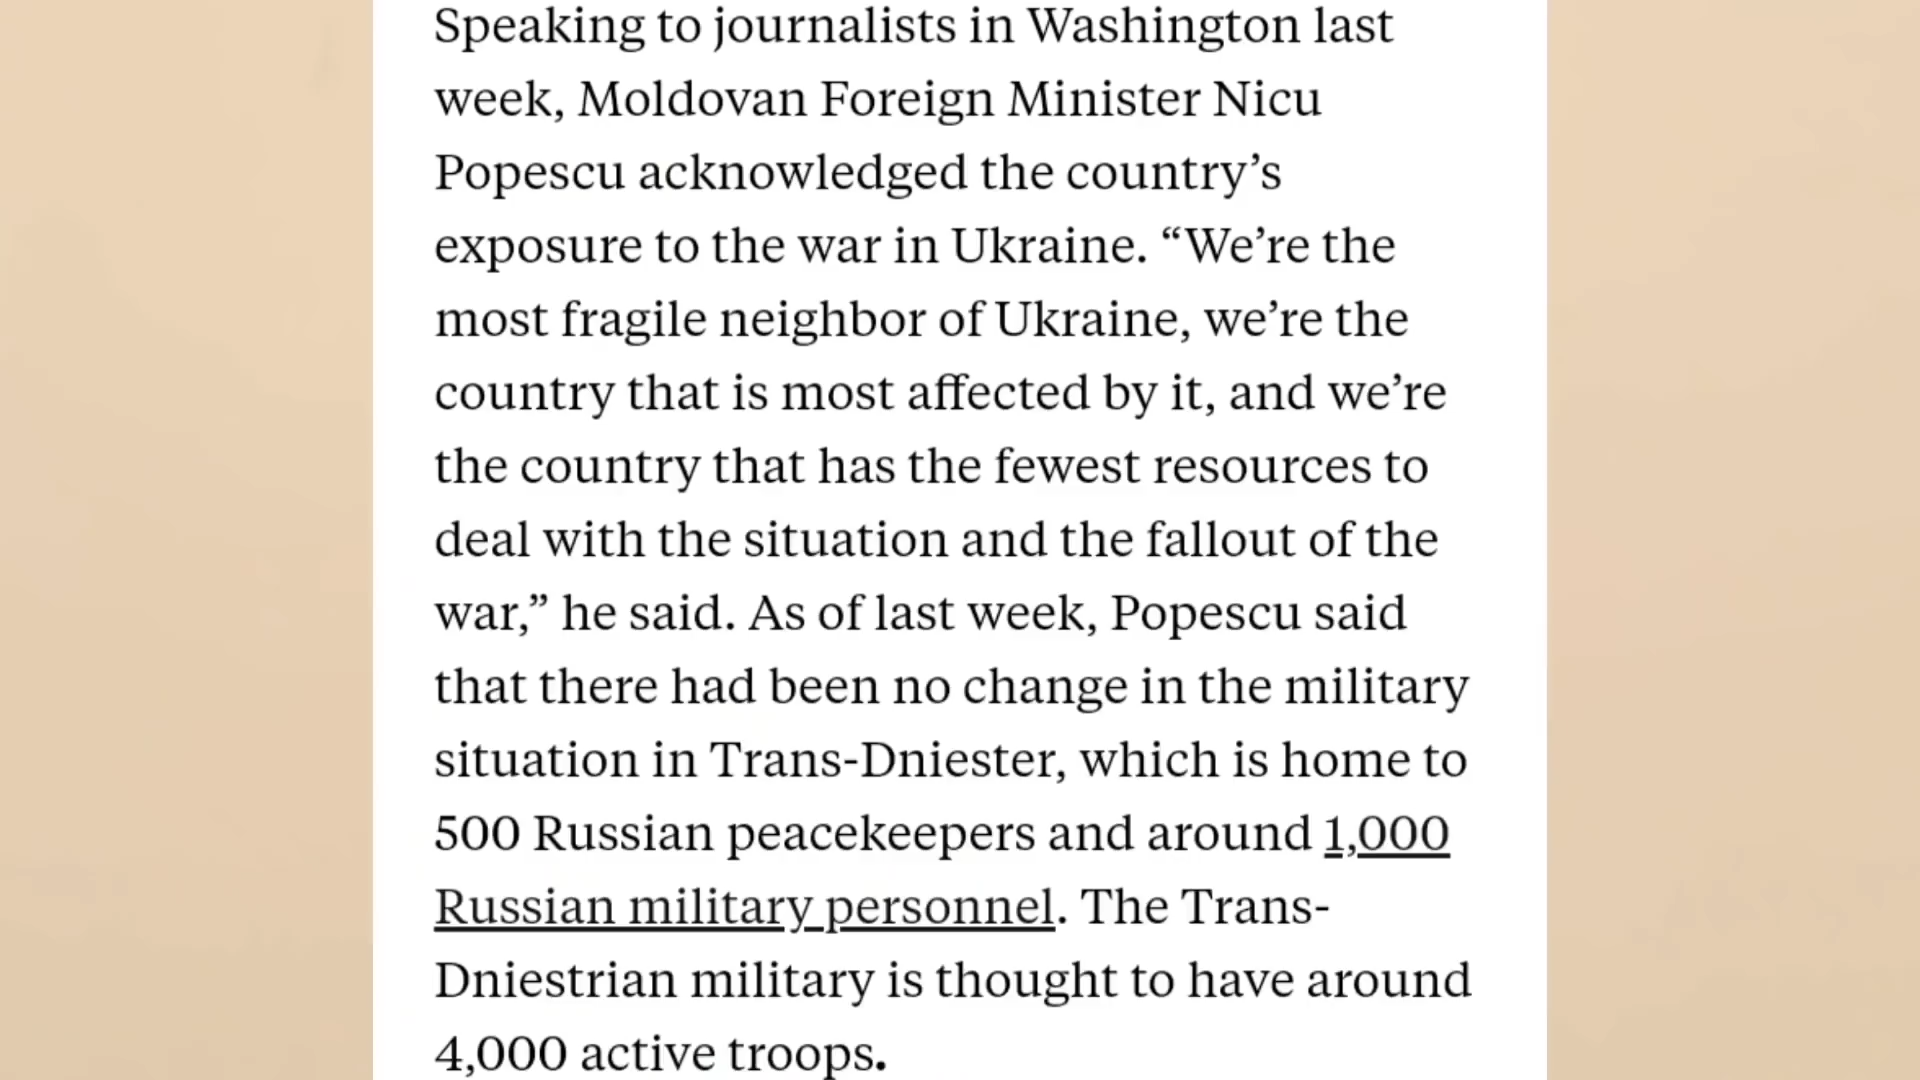 Speaking to journalists in Washington last
week, Moldovan Foreign Minister Nicu
Popescu acknowledged the country’s
exposure to the war in Ukraine. “We’re the
most fragile neighbor of Ukraine, we’re the
country that is most affected by it, and we’re
the country that has the fewest resources to
deal with the situation and the fallout of the
war,” he said. As of last week, Popescu said
that there had been no change in the military
situation in Trans-Dniester, which is home to
500 Russian peacekeepers and around 1,000
Russian military personnel. The Trans-
Dniestrian military is thought to have around
4,000 active troops.